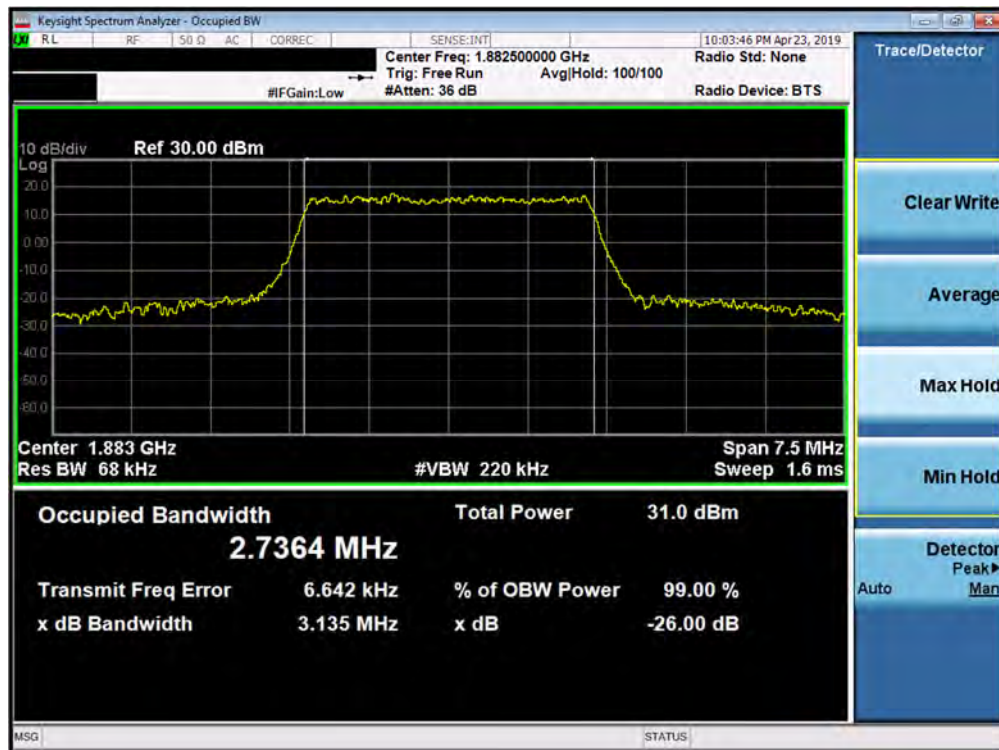 Keysight Spectrum Analyzer - Occupied BW
LXI RL RF 50 Ω AC CORREC SENSE:INT 10:03:46 PM Apr 23, 2019
Center Freq: 1.882500000 GHz Radio Std: None
Trig: Free Run Avg|Hold: 100/100
#IFGain:Low #Atten: 36 dB Radio Device: BTS
10 dB/div Ref 30.00 dBm
Log
20.0
10.0
0.00
-10.0
-20.0
-30.0
-40.0
-50.0
-60.0
Center 1.883 GHz Span 7.5 MHz
Res BW 68 kHz #VBW 220 kHz Sweep 1.6 ms
Occupied Bandwidth Total Power 31.0 dBm
2.7364 MHz
Transmit Freq Error 6.642 kHz % of OBW Power 99.00 %
x dB Bandwidth 3.135 MHz x dB -26.00 dB
MSG STATUS
Trace/Detector
Clear Write
Average
Max Hold
Min Hold
Detector
Peak▶
Auto Man